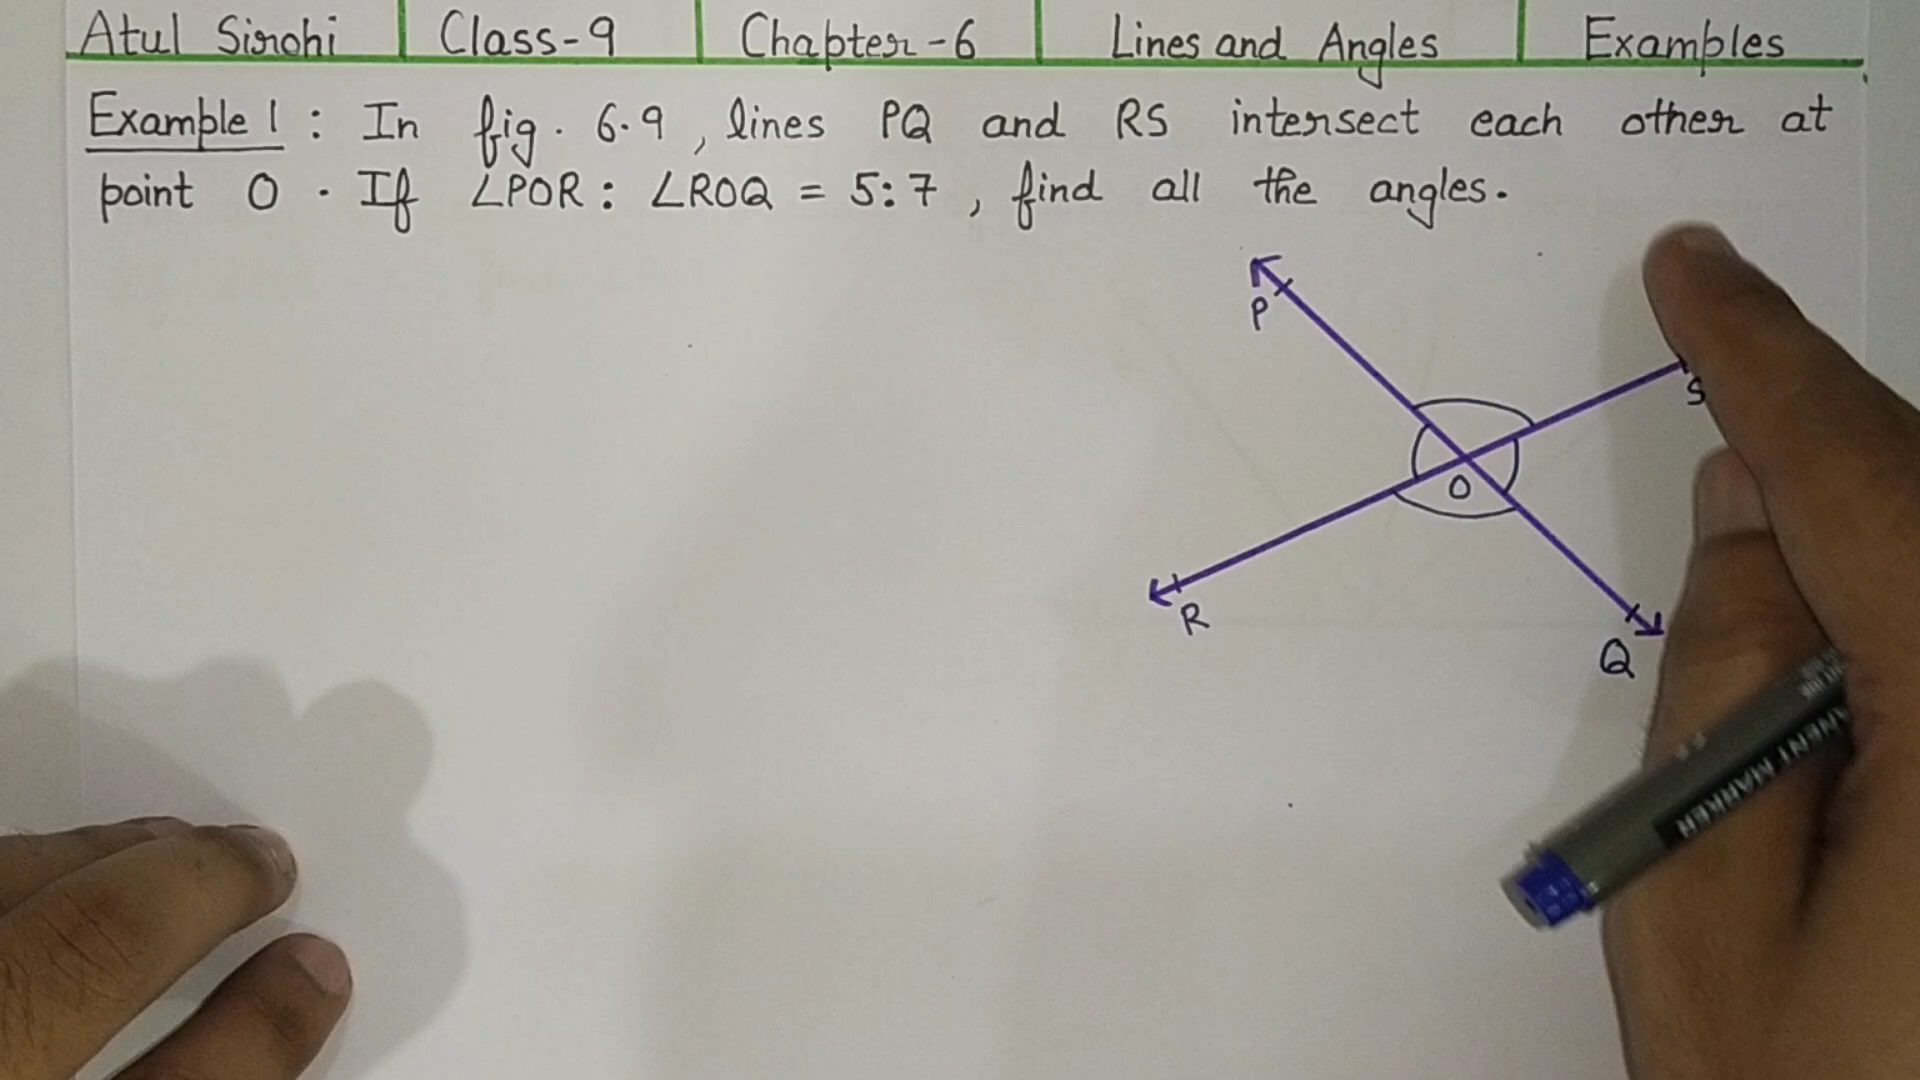 Atul Sirohi Class-9 Chapter-6 Lines and Angles Examples
Example 1 : In fig. 6.9, lines PQ and RS intersect each other at
point O. If ∠POR : ∠ROQ = 5:7, find all the angles.
P
S
O
R
Q
MARKER